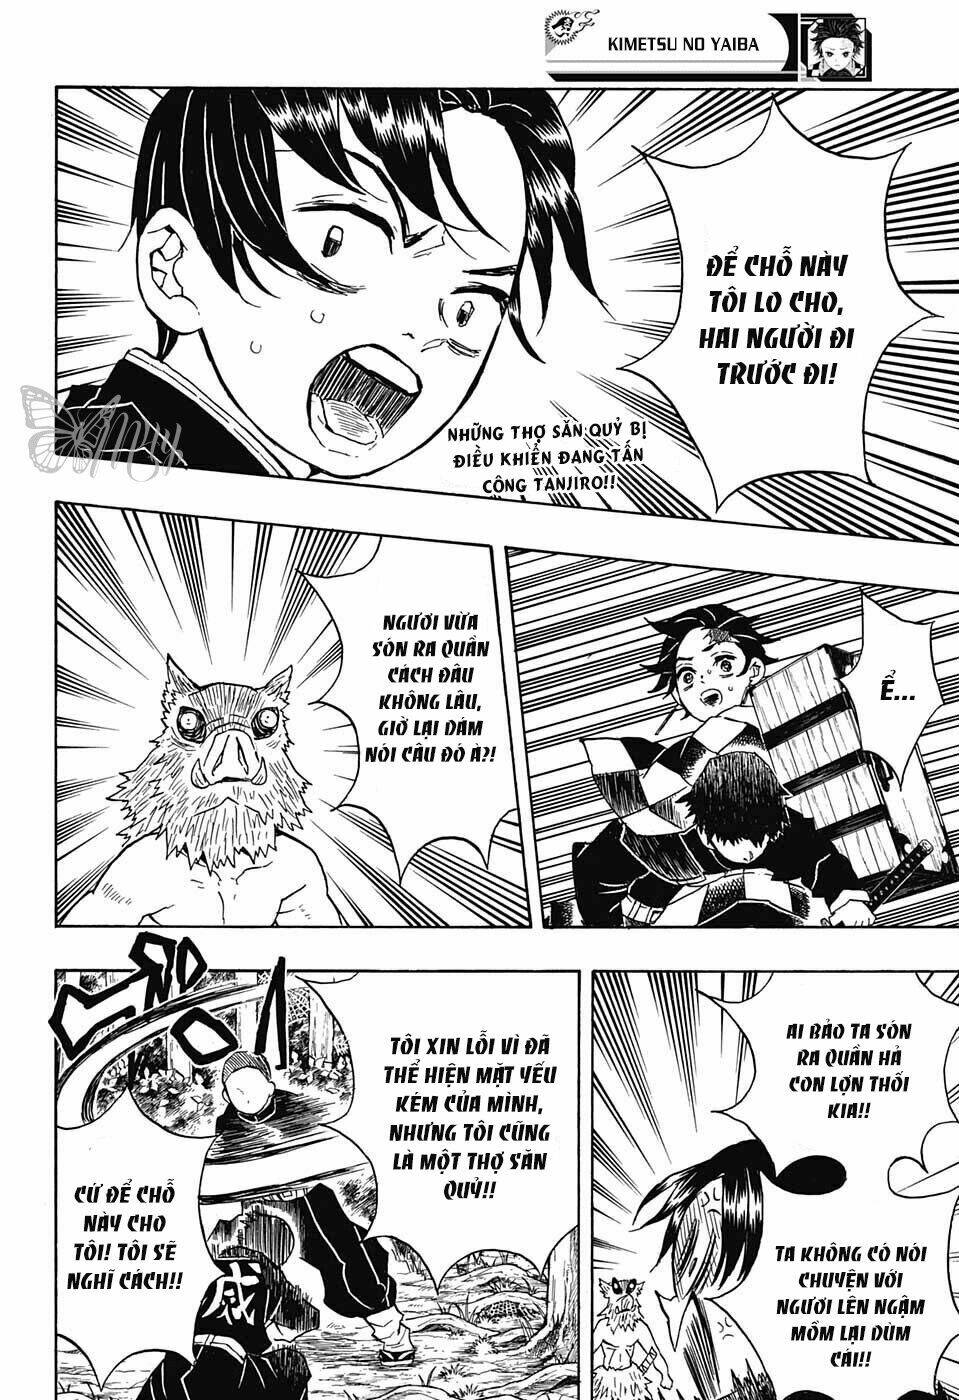 KIMETSU NO YAIBA
ĐỂ CHỖ NÀY
TÔI LO CHO,
HAI NGƯỜI ĐI
TRƯỚC ĐI!
NHỮNG THỢ SĂN QUỶ BỊ
ĐIỀU KHIỂN ĐANG TẤN
CÔNG TANJIRO!!
Ể...
NGƯƠI VỪA
SÓN RA QUẦN
CÁCH ĐÂU
KHÔNG LÂU,
GIỜ LẠI DÁM
NÓI CÂU ĐÓ À?!
AI BẢO TA SÓN
RA QUẦN HẢ
CON LỢN THỐI
KIA!!
TA KHÔNG CÓ NÓI
CHUYỆN VỚI
NGƯƠI LÊN NGẬM
MỒM LẠI DÙM
CÁI!!
TÔI XIN LỖI VÌ ĐÃ
THỂ HIỆN MẶT YẾU
KÉM CỦA MÌNH,
NHƯNG TÔI CŨNG
LÀ MỘT THỢ SĂN
QUỶ!!
CỨ ĐỂ CHỖ
NÀY CHO
TÔI! TÔI SẼ
NGHĨ CÁCH!!